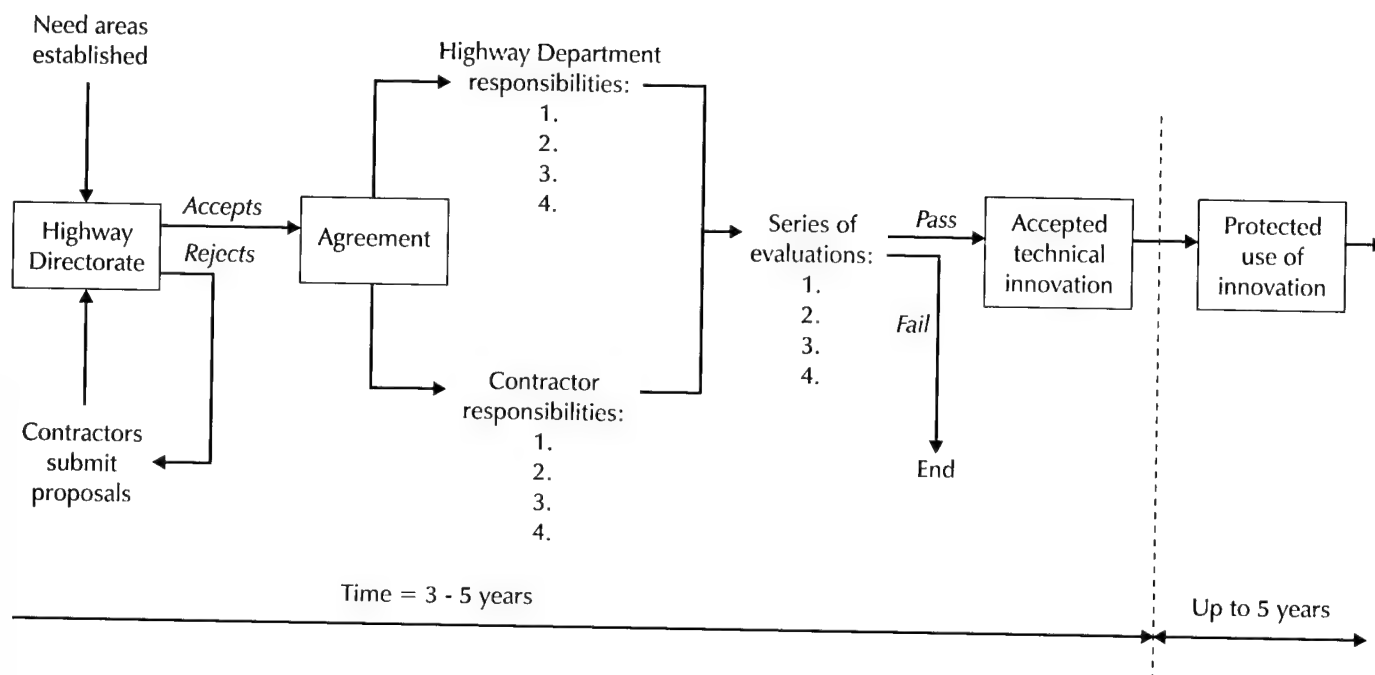 Need areas
established
Highway
Directorate
Contractors
submit
proposals
Accepts
Rejects
Agreement
Highway Department
responsibilities:
1.
2.
3.
4.
Contractor
responsibilities:
1.
2.
3.
4.
Series of
evaluations:
1.
2.
3.
4.
Pass
Fail
End
Accepted
technical
innovation
Protected
use of
innovation
Time = 3 - 5 years
Up to 5 years